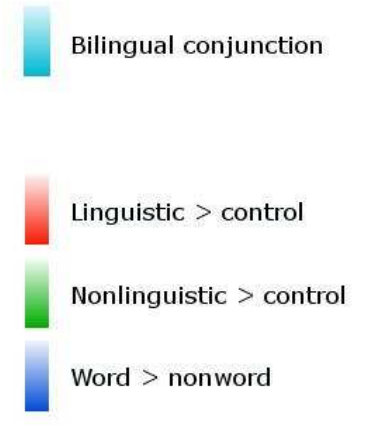 Bilingual conjunction
Linguistic > control
Nonlinguistic > control
Word > nonword